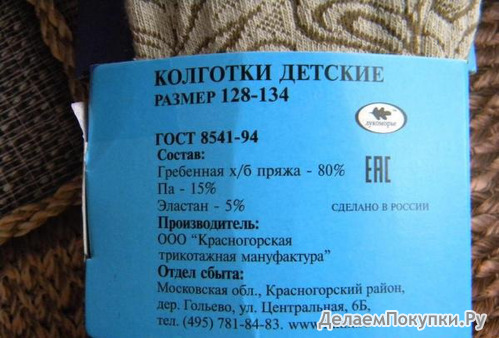 КОЛГОТКИ ДЕТСКИЕ
РАЗМЕР 128-134
ГОСТ 8541-94
лукоморье
Состав:
Гребенная х/б пряжа - 80%
Па - 15%
Эластан - 5%
ЕАС
СДЕЛАНО В РОССИИ
Производитель:
ООО “Красногорская
трикотажная мануфактура”
Отдел сбыта:
Московская обл., Красногорский район,
дер. Гольево, ул. Центральная, 6Б,
тел. (495) 781-84-83. www.
ДелаемПокупки.Ру